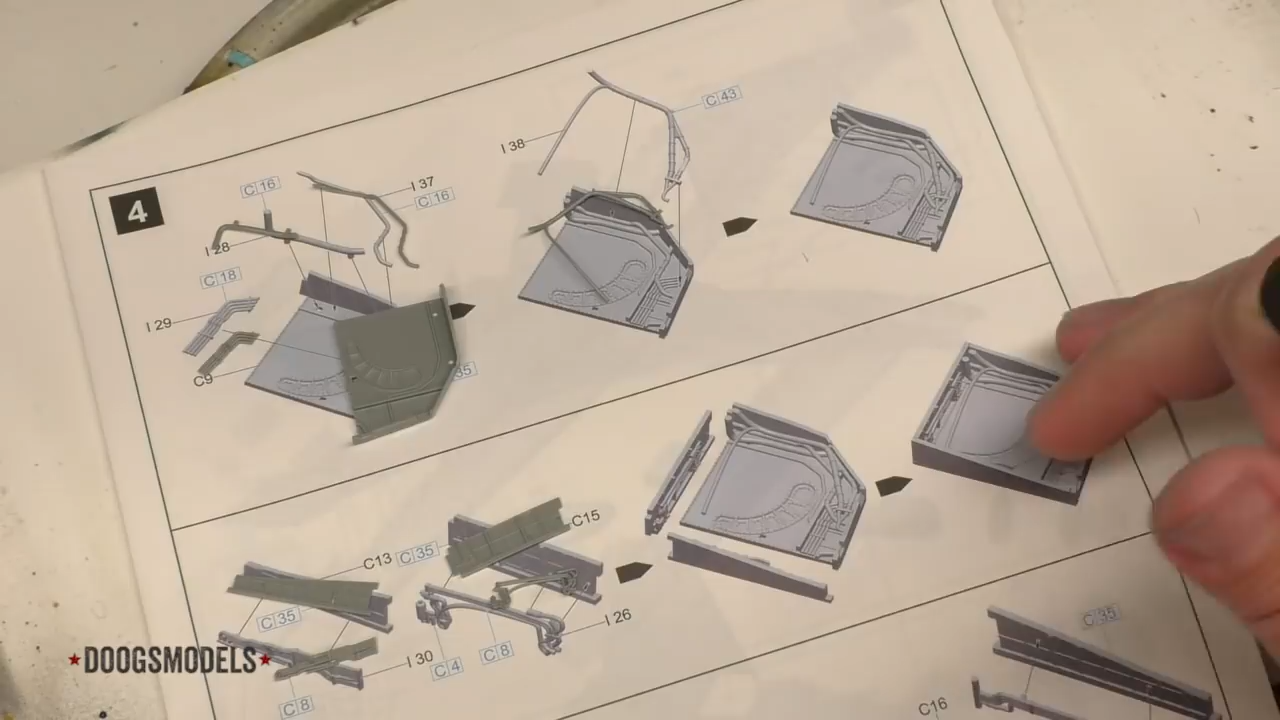 4
C 16
I 37
C 16
I 28
C 18
I 29
C9
35
I 38
C 43
C15
C13
C 35
C 35
I 30
C 8
C 4
C 8
I 26
C 35
C16
★DOOGSMODELS★